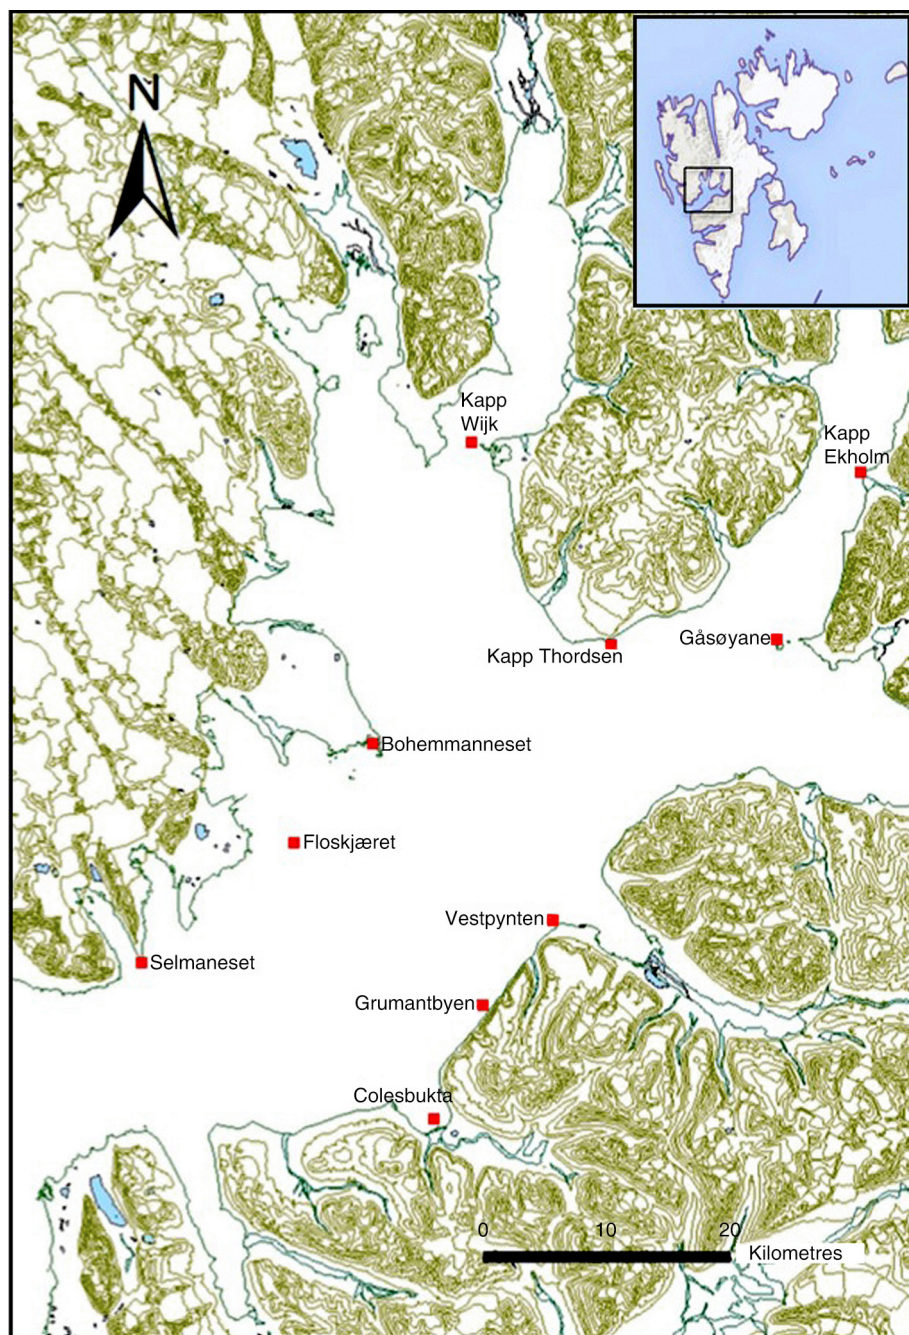 N
Kapp
Wijk
Kapp
Ekholm
Gåsøyane
Kapp Thordsen
Bohemmanneset
Floskjæret
Vestpynten
Selmaneset
Grumantbyen
Colesbukta
0 10 20
Kilometres